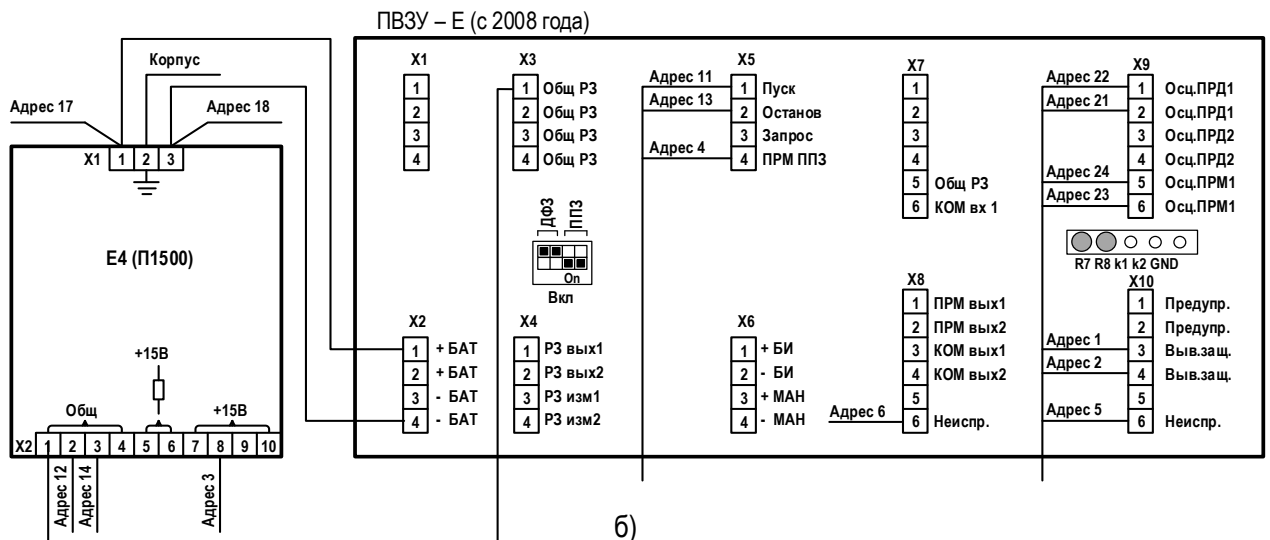 ПВЗУ – Е (с 2008 года)
Корпус
Адрес 17
Адрес 18
X1 1 2 3
E4 (П1500)
+15В
Общ
+15В
X2 1 2 3 4 5 6 7 8 9 10
Адрес 12
Адрес 14
Адрес 3
X1
1
2
3
4
X2
1 + БАТ
2 + БАТ
3 - БАТ
4 - БАТ
X3
1 Общ РЗ
2 Общ РЗ
3 Общ РЗ
4 Общ РЗ
ДФЗ
ППЗ
On
Вкл
X4
1 РЗ вых1
2 РЗ вых2
3 РЗ изм1
4 РЗ изм2
X5
Адрес 11 1 Пуск
Адрес 13 2 Останов
3 Запрос
Адрес 4 4 ПРМ ППЗ
X6
1 + БИ
2 - БИ
3 + МАН
4 - МАН
X7
1
2
3
4
5 Общ РЗ
6 КОМ вх 1
X8
1 ПРМ вых1
2 ПРМ вых2
3 КОМ вых1
4 КОМ вых2
5
Адрес 6 6 Неиспр.
X9
Адрес 22 1 Осц.ПРД1
Адрес 21 2 Осц.ПРД1
3 Осц.ПРД2
4 Осц.ПРД2
Адрес 24 5 Осц.ПРМ1
Адрес 23 6 Осц.ПРМ1
R7 R8 k1 k2 GND
X10
1 Предупр.
2 Предупр.
Адрес 1 3 Выв.защ.
Адрес 2 4 Выв.защ.
5
Адрес 5 6 Неиспр.
б)